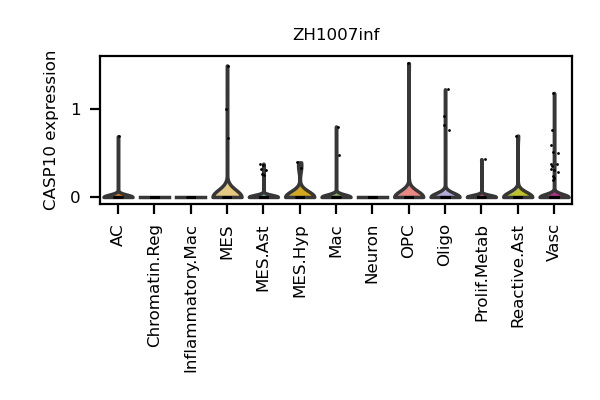 ZH1007inf
CASP10 expression
1
0
AC
Chromatin.Reg
Inflammatory.Mac
MES
MES.Ast
MES.Hyp
Mac
Neuron
OPC
Oligo
Prolif.Metab
Reactive.Ast
Vasc